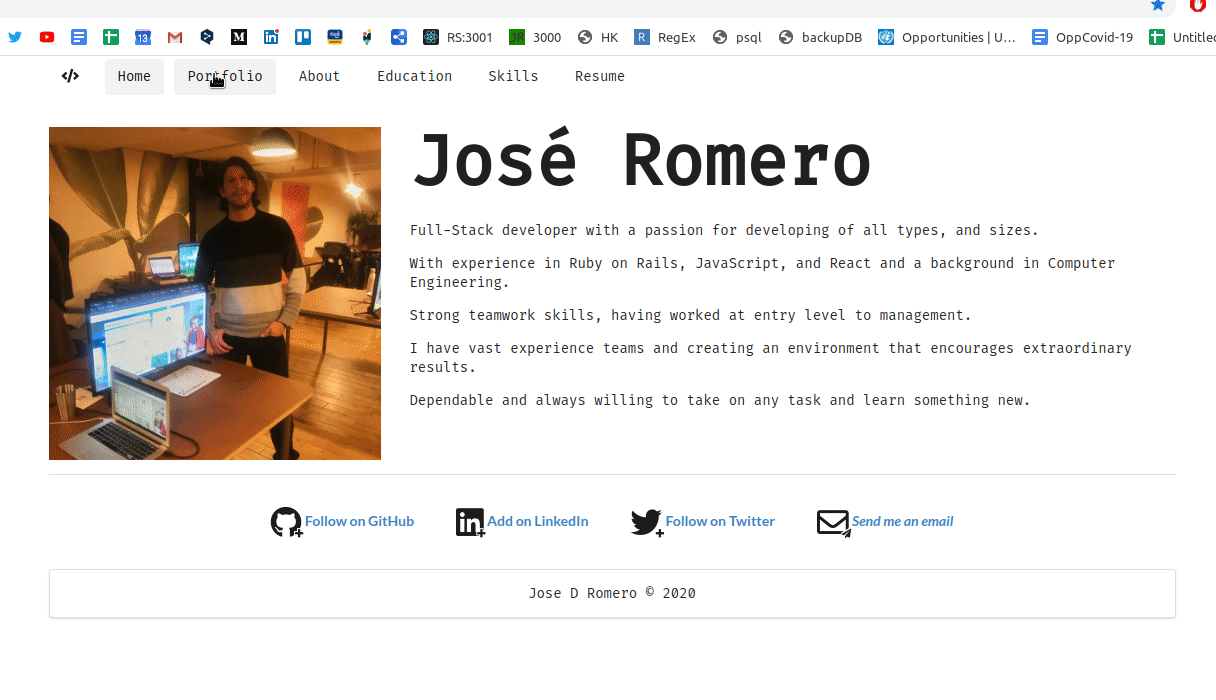 RS:3001 3000 HK RegEx psql backupDB Opportunities | U... OppCovid-19 Untitled
Home Portfolio About Education Skills Resume
José Romero
Full-Stack developer with a passion for developing of all types, and sizes.
With experience in Ruby on Rails, JavaScript, and React and a background in Computer
Engineering.
Strong teamwork skills, having worked at entry level to management.
I have vast experience teams and creating an environment that encourages extraordinary
results.
Dependable and always willing to take on any task and learn something new.
Follow on GitHub Add on LinkedIn Follow on Twitter Send me an email
Jose D Romero © 2020